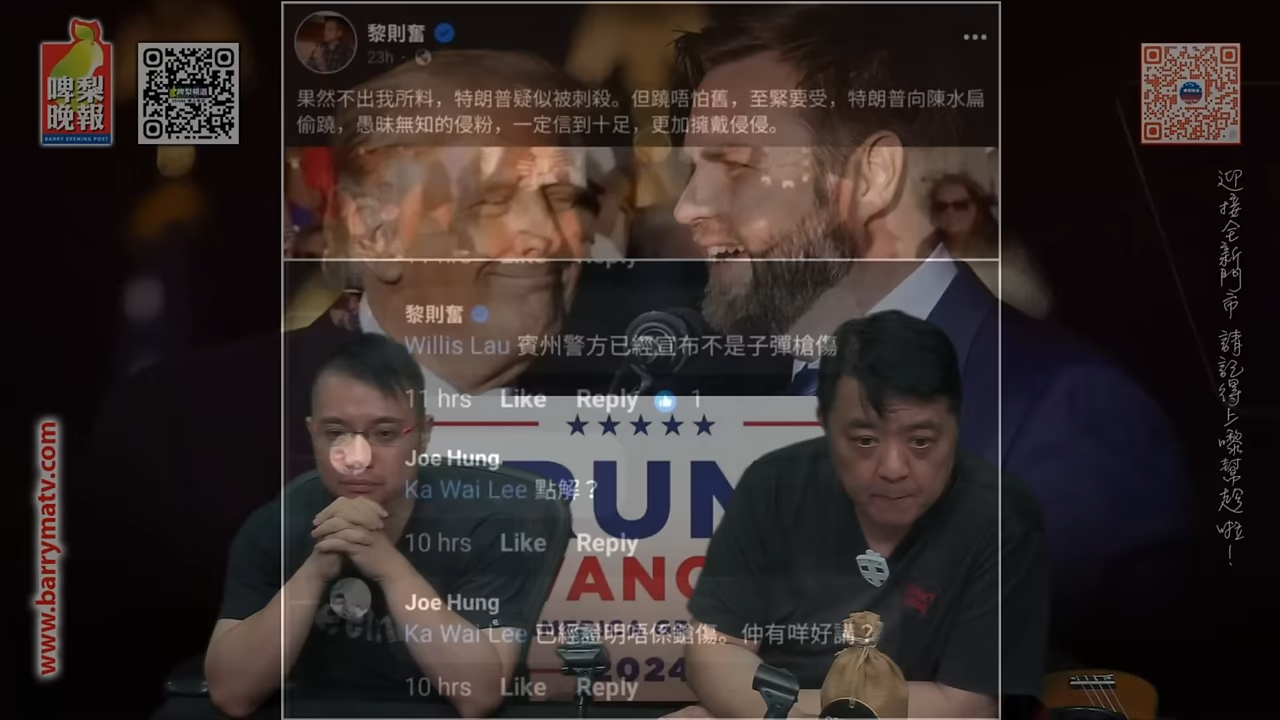 啤梨
晚報
BARRY EVENING POST
黎則奮
23h
果然不出我所料，特朗普疑似被刺殺。但蹺唔怕舊，至緊要受，特朗普向陳水扁
偷蹺，愚昧無知的侵粉，一定信到十足，更加擁戴侵侵。
黎則奮
Willis Lau 賓州警方已經宣布不是子彈槍傷
11 hrs Like Reply 1
Joe Hung
Ka Wai Lee 點解？
10 hrs Like Reply
Joe Hung
Ka Wai Lee 已經證明唔係鎗傷。仲有咩好講？
10 hrs Like Reply
2024
www.barrymatv.com
迎接全新門市 請記得上嚟幫趁啦！